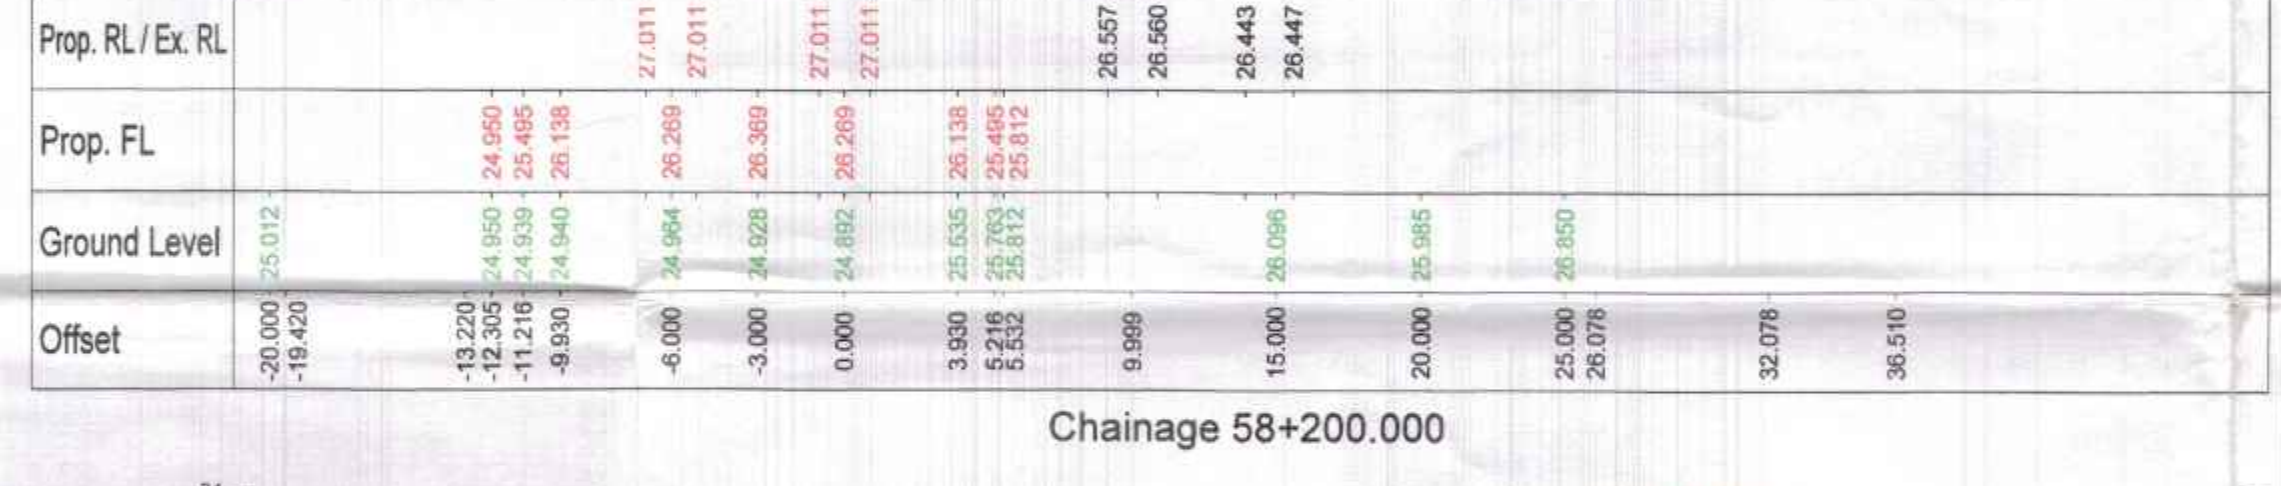 Prop. RL / Ex. RL 27.011 27.011 27.011 27.011 26.557 26.560 26.443 26.447
Prop. FL 24.950 25.495 26.138 26.269 26.369 26.269 26.138 25.495 25.812
Ground Level 25.012 24.950 24.939 24.940 24.964 24.928 24.892 25.535 25.763 25.812 26.096 25.985 26.850
Offset -20.000 -19.420 -13.220 -12.305 -11.216 -9.930 -6.000 -3.000 0.000 3.930 5.216 5.532 9.999 15.000 20.000 25.000 26.078 32.078 36.510
Chainage 58+200.000